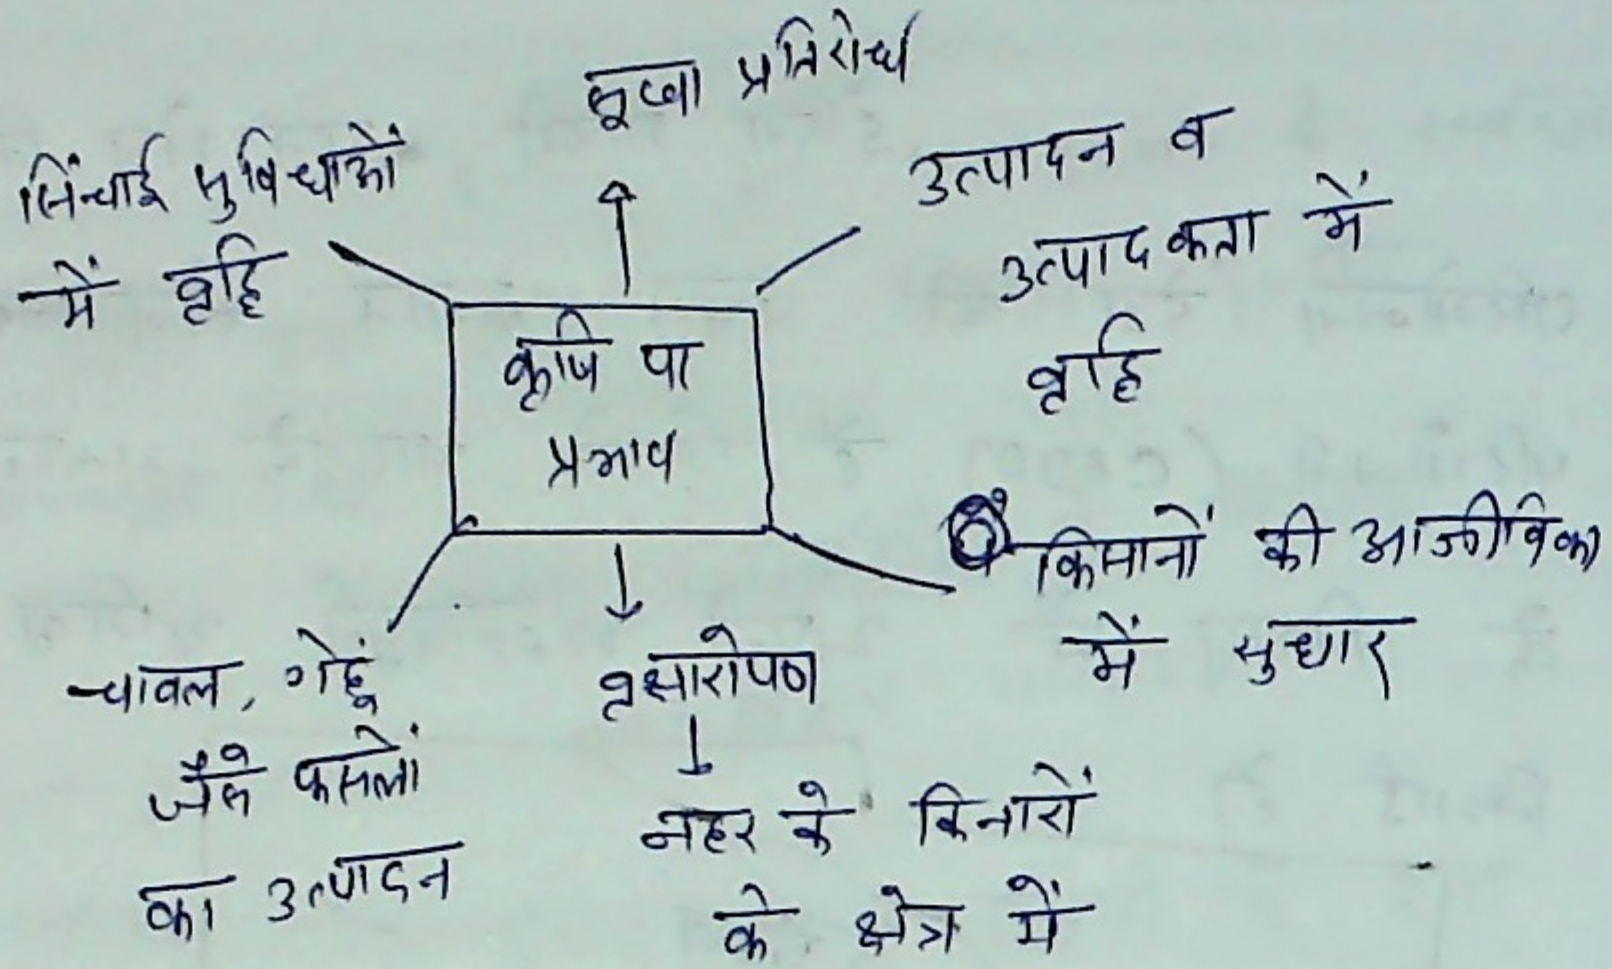 सूखा प्रतिरोध
सिंचाई सुविधाओं
में वृद्धि
उत्पादन व
उत्पादकता में
वृद्धि
कृषि पर
प्रभाव
किसानों की आजीविका
में सुधार
चावल, गेहूं
जैसे फसलों
का उत्पादन
वृक्षारोपण
नहर के किनारों
के क्षेत्र में